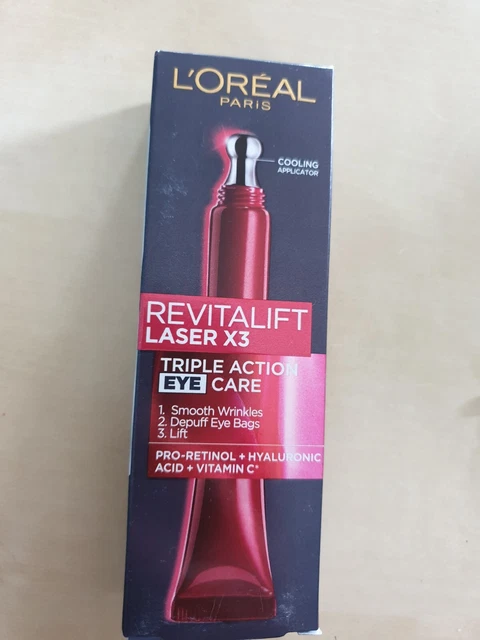 L'ORÉAL
PARIS
COOLING
APPLICATOR
REVITALIFT
LASER X3
TRIPLE ACTION
EYE CARE
1. Smooth Wrinkles
2. Depuff Eye Bags
3. Lift
PRO-RETINOL + HYALURONIC
ACID + VITAMIN C*